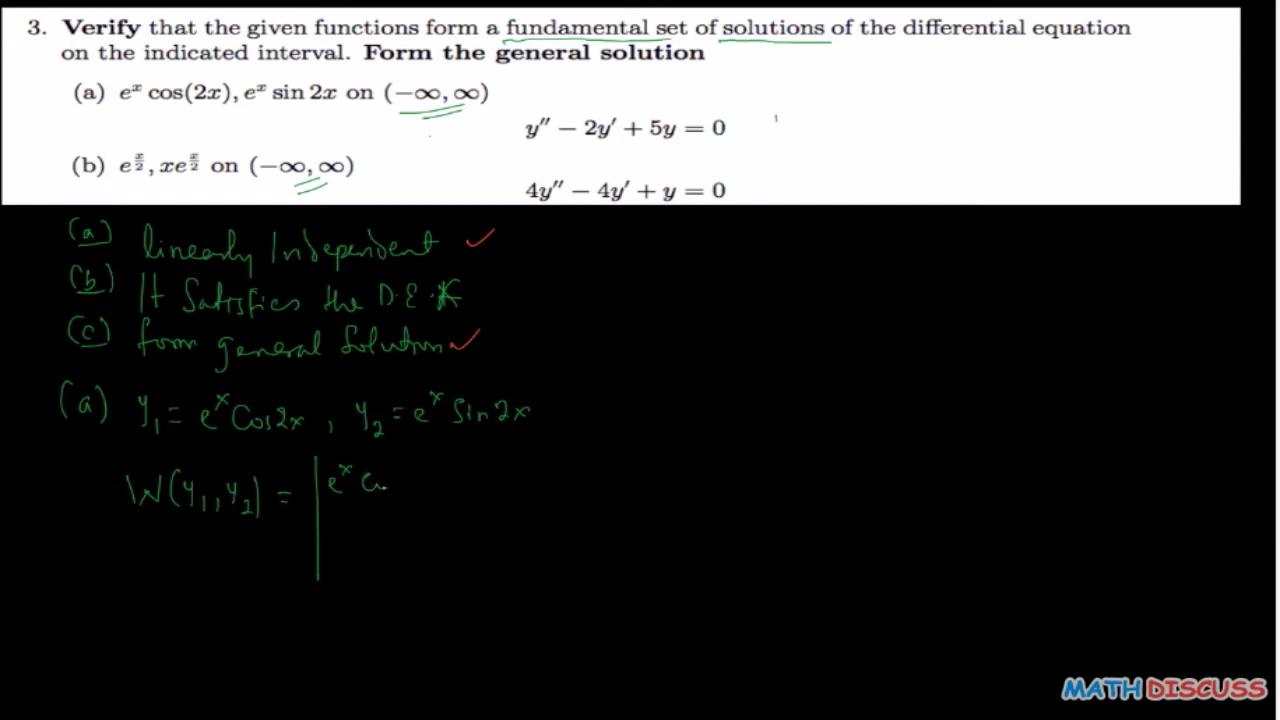 3. Verify that the given functions form a fundamental set of solutions of the differential equation
on the indicated interval. Form the general solution
(a) e^x cos(2x), e^x sin 2x on (−∞, ∞)
y″ − 2y′ + 5y = 0
(b) e^{x/2}, xe^{x/2} on (−∞, ∞)
4y″ − 4y′ + y = 0
(a) linearly Independent ✓
(b) It Satisfies the D.E.
(c) form general Solution ✓
(a) y₁ = e^x Cos2x , y₂ = e^x Sin2x
W(y₁, y₂) = | e^x C
MATH DISCUSS